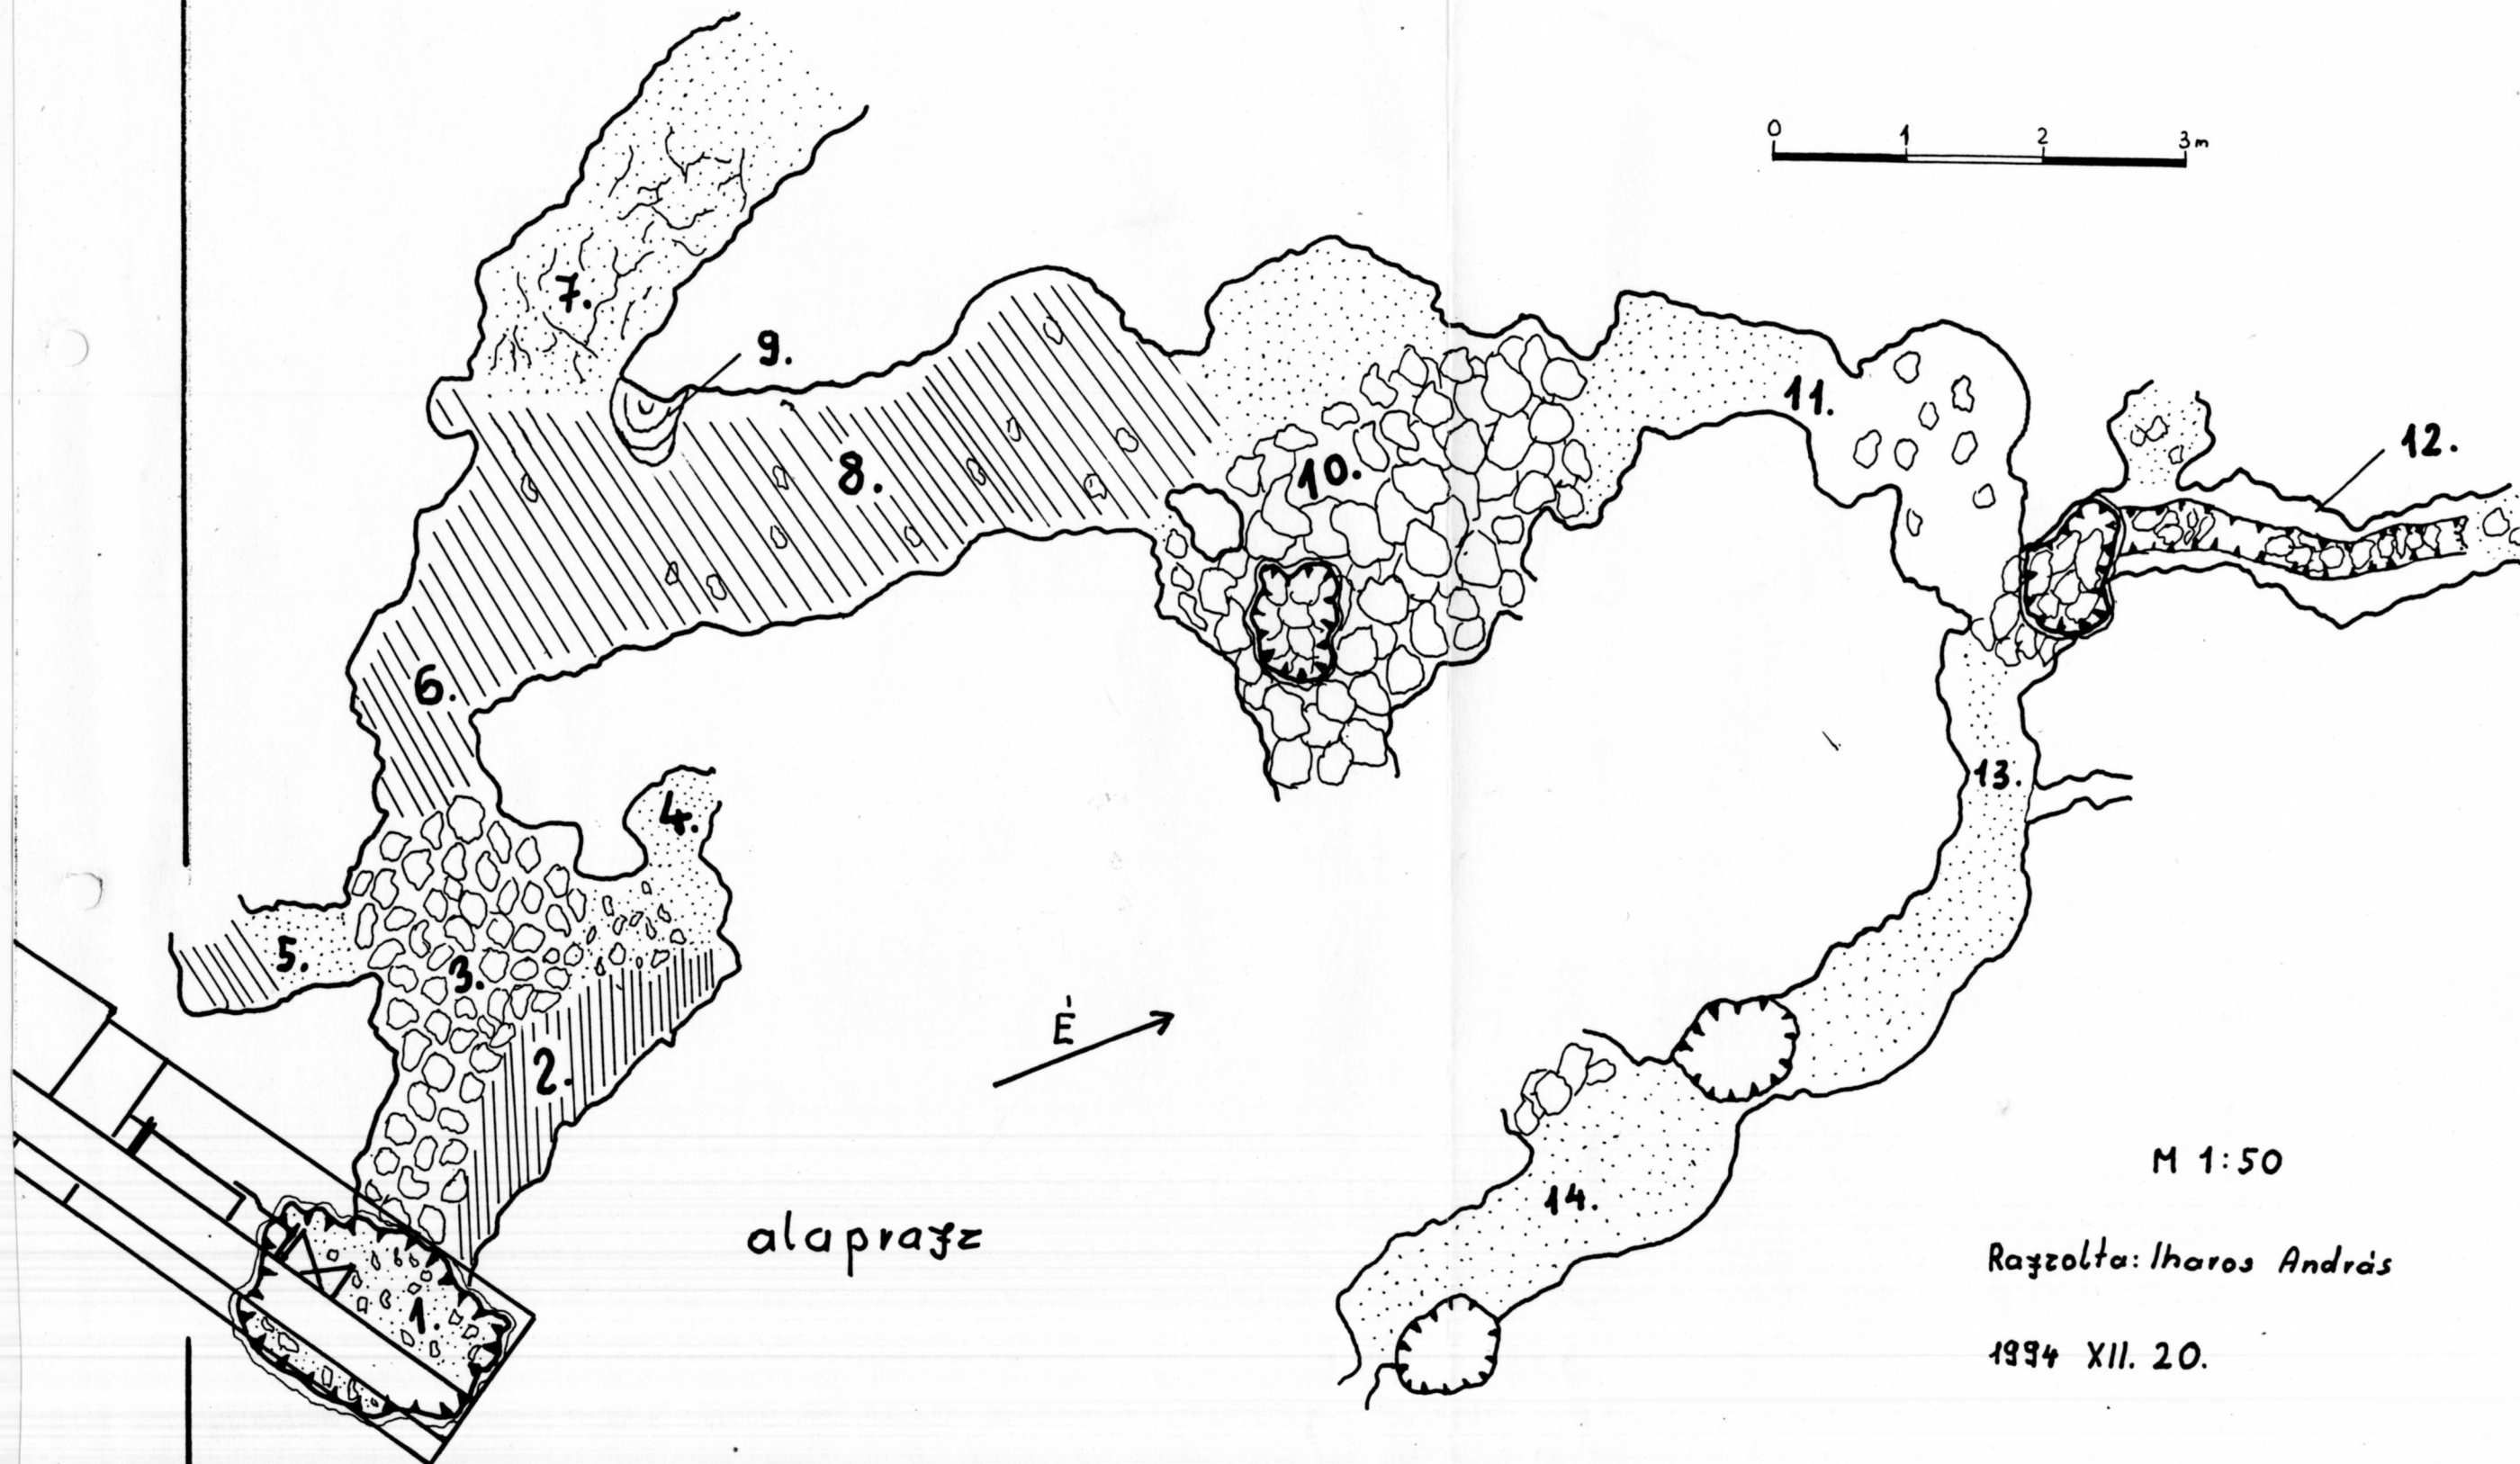 0 1 2 3m
7.
9.
11.
12.
8.
10.
6.
13.
4.
5.
3.
É
2.
M 1:50
14.
alaprajz
Rajzolta: Iharos András
1.
1994 XII. 20.